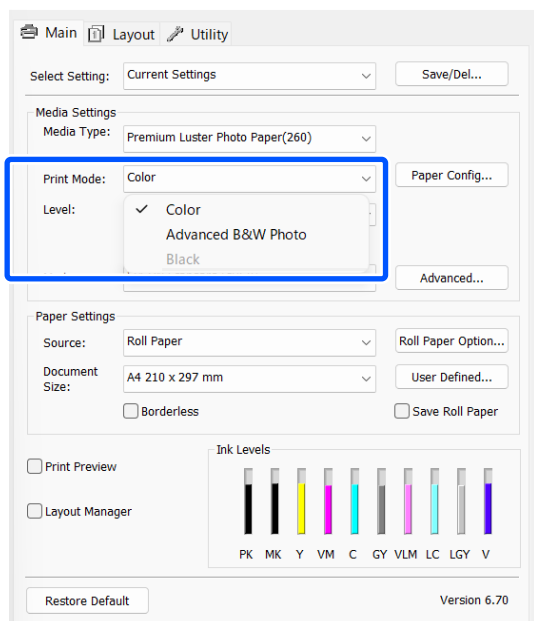 Main Layout Utility
Select Setting: Current Settings Save/Del...
Media Settings
Media Type: Premium Luster Photo Paper(260)
Print Mode: Color Paper Config...
Level:
Color
Advanced B&W Photo
Black
Advanced...
Paper Settings
Source: Roll Paper Roll Paper Option...
Document
Size: A4 210 x 297 mm User Defined...
Borderless Save Roll Paper
Ink Levels
Print Preview
Layout Manager
PK MK Y VM C GY VLM LC LGY V
Restore Default Version 6.70